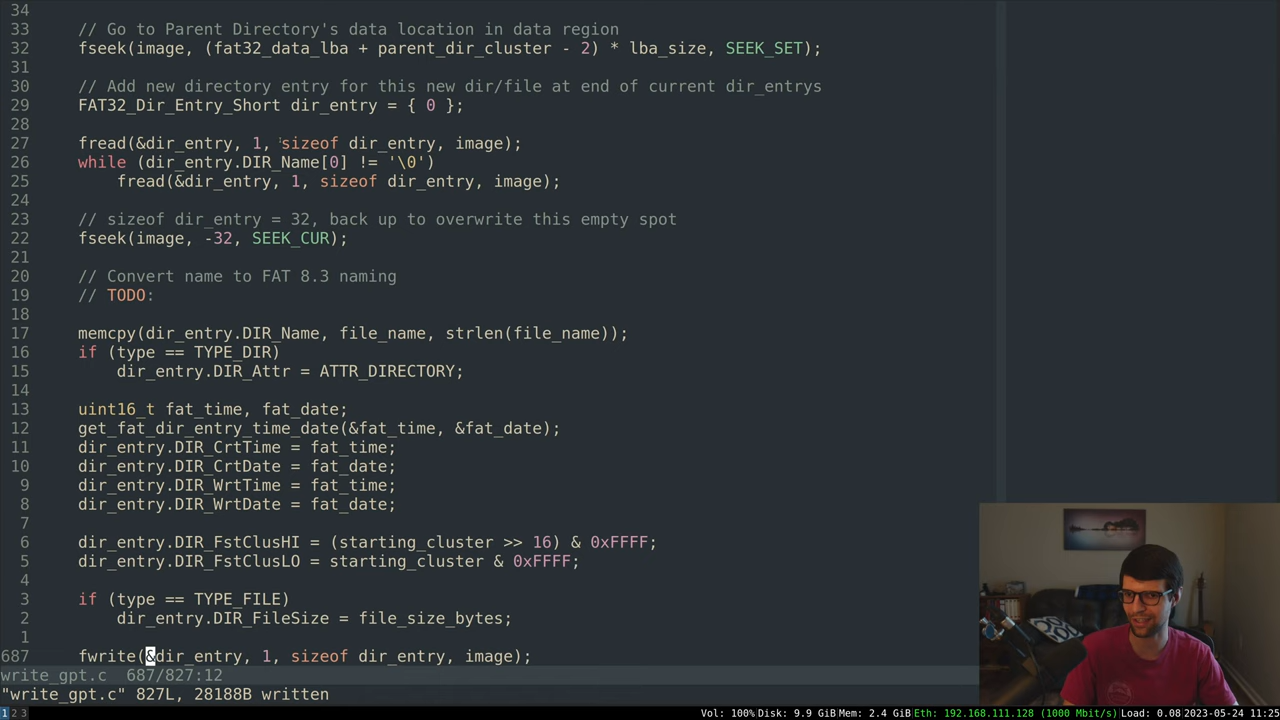 34
33 // Go to Parent Directory's data location in data region
32 fseek(image, (fat32_data_lba + parent_dir_cluster - 2) * lba_size, SEEK_SET);
31
30 // Add new directory entry for this new dir/file at end of current dir_entrys
29 FAT32_Dir_Entry_Short dir_entry = { 0 };
28
27 fread(&dir_entry, 1, sizeof dir_entry, image);
26 while (dir_entry.DIR_Name[0] != '\0')
25 fread(&dir_entry, 1, sizeof dir_entry, image);
24
23 // sizeof dir_entry = 32, back up to overwrite this empty spot
22 fseek(image, -32, SEEK_CUR);
21
20 // Convert name to FAT 8.3 naming
19 // TODO:
18
17 memcpy(dir_entry.DIR_Name, file_name, strlen(file_name));
16 if (type == TYPE_DIR)
15 dir_entry.DIR_Attr = ATTR_DIRECTORY;
14
13 uint16_t fat_time, fat_date;
12 get_fat_dir_entry_time_date(&fat_time, &fat_date);
11 dir_entry.DIR_CrtTime = fat_time;
10 dir_entry.DIR_CrtDate = fat_date;
9 dir_entry.DIR_WrtTime = fat_time;
8 dir_entry.DIR_WrtDate = fat_date;
7
6 dir_entry.DIR_FstClusHI = (starting_cluster >> 16) & 0xFFFF;
5 dir_entry.DIR_FstClusLO = starting_cluster & 0xFFFF;
4
3 if (type == TYPE_FILE)
2 dir_entry.DIR_FileSize = file_size_bytes;
1
687 fwrite(&dir_entry, 1, sizeof dir_entry, image);
write_gpt.c 687/827:12
"write_gpt.c" 827L, 28188B written
1 2 3 Vol: 100% Disk: 9.9 GiB Mem: 2.4 GiB Eth: 192.168.111.128 (1000 Mbit/s) Load: 0.08 2023-05-24 11:25